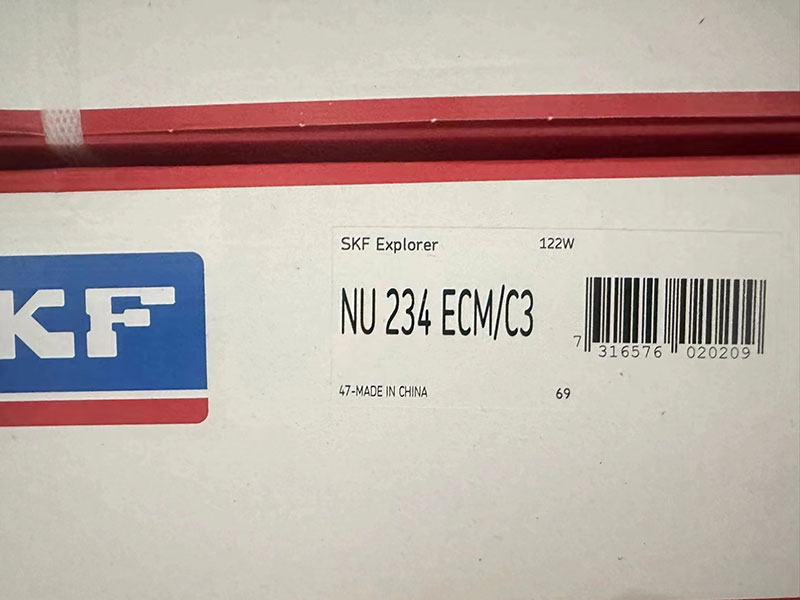 SKF Explorer 122W
KF
NU 234 ECM/C3
7 316576 020209
47-MADE IN CHINA 69